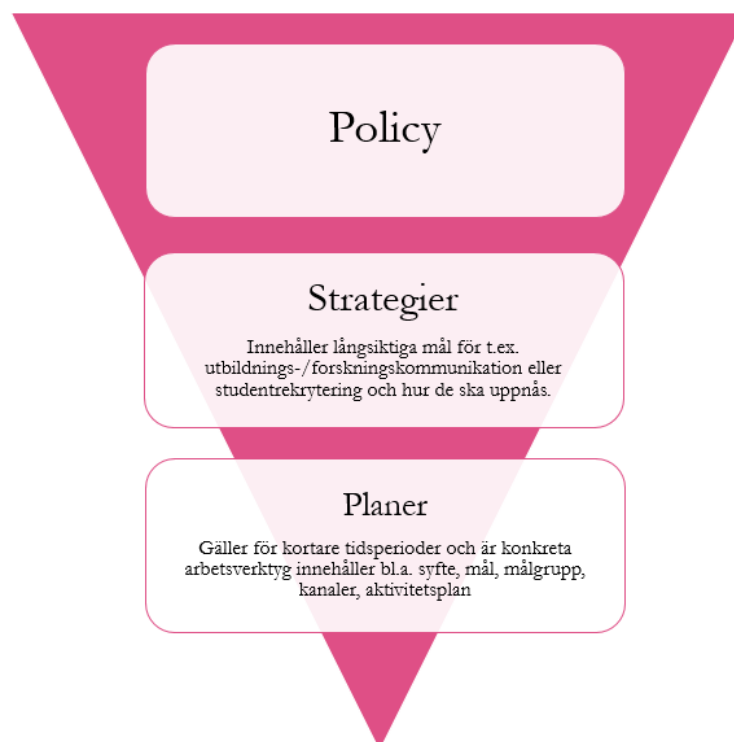 Policy
Strategier
Innehåller långsiktiga mål för t.ex.
utbildnings-/forskningskommunikation eller
studentrekrytering och hur de ska uppnås.
Planer
Gäller för kortare tidsperioder och är konkreta
arbetsverktyg innehåller bl.a. syfte, mål, målgrupp,
kanaler, aktivitetsplan